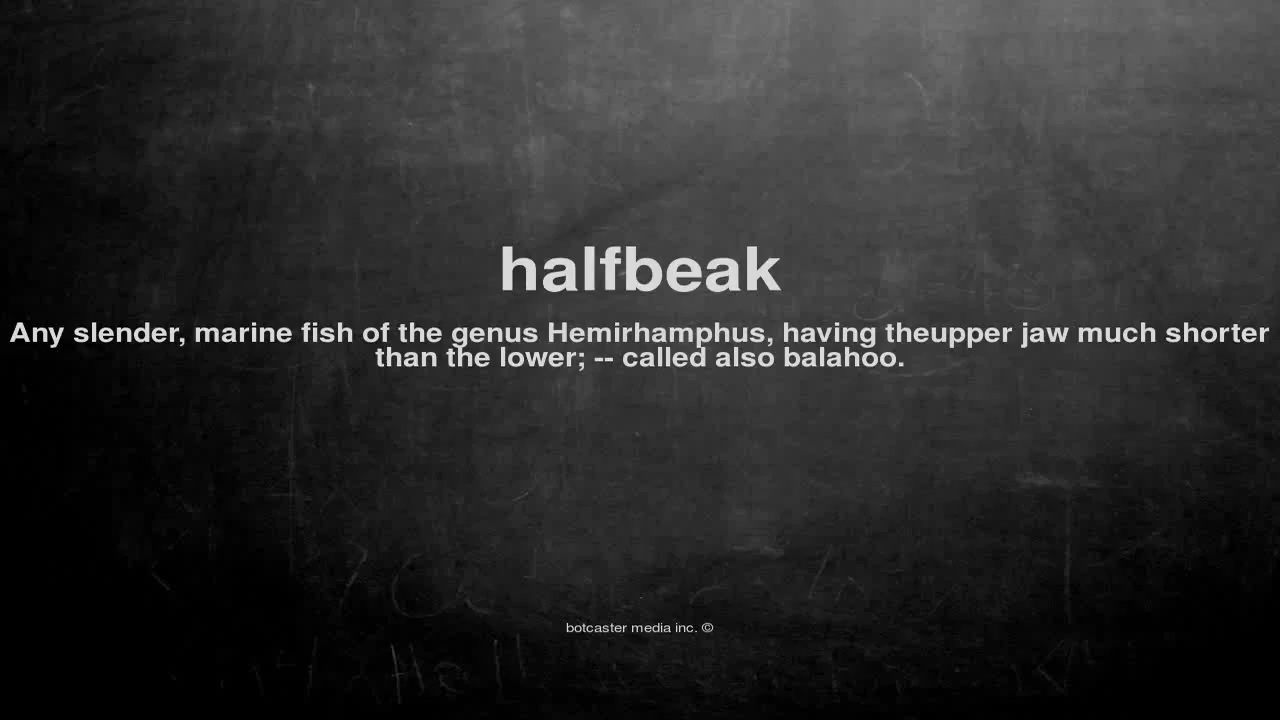 halfbeak
Any slender, marine fish of the genus Hemirhamphus, having theupper jaw much shorter
than the lower; -- called also balahoo.
botcaster media inc. ©